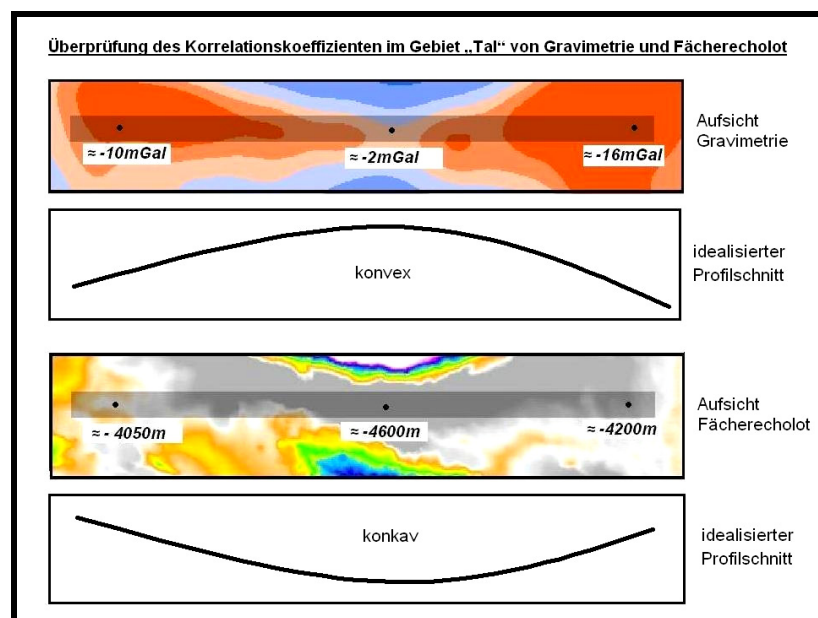 Überprüfung des Korrelationskoeffizienten im Gebiet „Tal“ von Gravimetrie und Fächerecholot
Aufsicht
Gravimetrie
≈ -10mGal
≈ -2mGal
≈ -16mGal
idealisierter
Profilschnitt
konvex
Aufsicht
Fächerecholot
≈ - 4050m
≈ -4600m
≈ -4200m
idealisierter
Profilschnitt
konkav